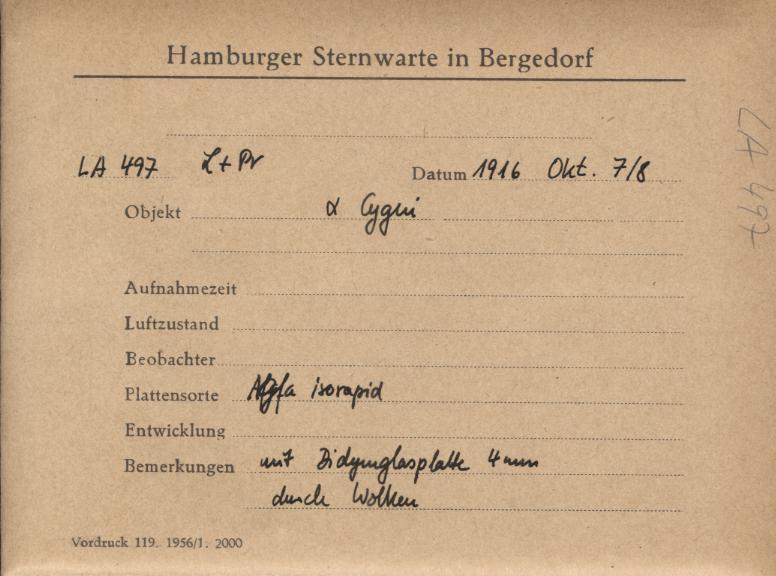 Hamburger Sternwarte in Bergedorf
LA 497 L + Pr Datum 1916 Okt. 7/8
Objekt α Cygni
Aufnahmezeit
Luftzustand
Beobachter
Plattensorte Agfa isorapid
Entwicklung
Bemerkungen mit Didymglasplatte 4mm
durch Wolken
Vordruck 119. 1956/1. 2000
LA 497